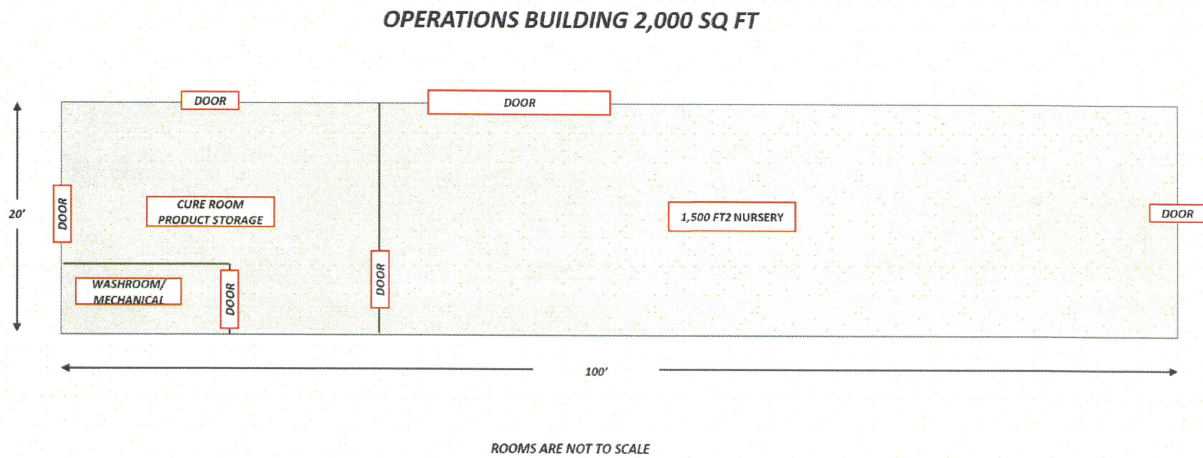 OPERATIONS BUILDING 2,000 SQ FT
DOOR
DOOR
20'
DOOR
CURE ROOM
PRODUCT STORAGE
1,500 FT2 NURSERY
DOOR
WASHROOM/
MECHANICAL
DOOR
DOOR
100'
ROOMS ARE NOT TO SCALE